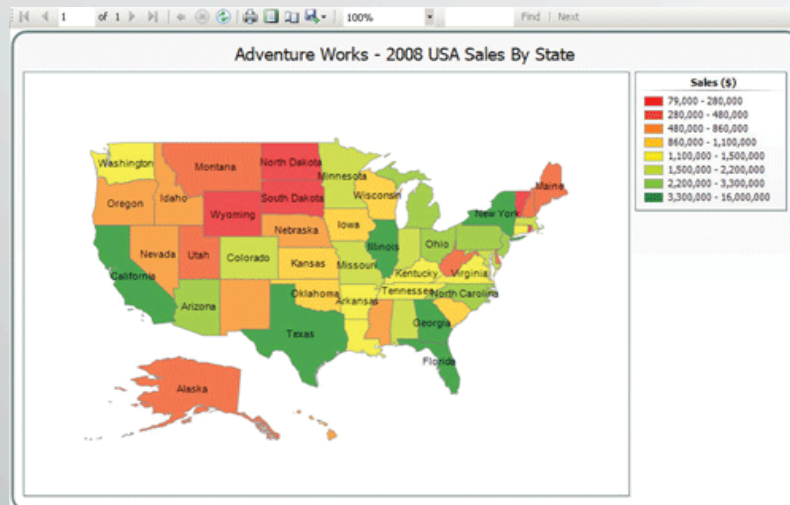 1 of 1 100% Find | Next
Adventure Works - 2008 USA Sales By State
Sales ($)
79,000 - 280,000
280,000 - 480,000
480,000 - 860,000
860,000 - 1,100,000
1,100,000 - 1,500,000
1,500,000 - 2,200,000
2,200,000 - 3,300,000
3,300,000 - 16,000,000
Washington
Montana
North Dakota
Minnesota
Maine
Oregon
Idaho
Wyoming
South Dakota
Wisconsin
New York
Nebraska
Iowa
Nevada
Utah
Colorado
Illinois
Ohio
California
Kansas
Missouri
Kentucky
Virginia
Arizona
Oklahoma
Arkansas
Tennessee
North Carolina
Texas
Georgia
Florida
Alaska